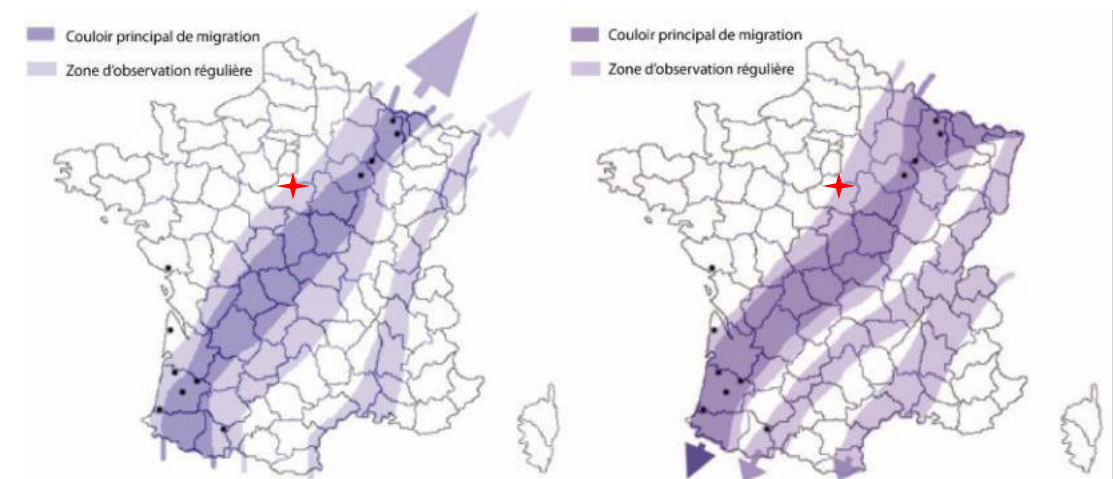 Couloir principal de migration
Zone d'observation régulière
Couloir principal de migration
Zone d'observation régulière